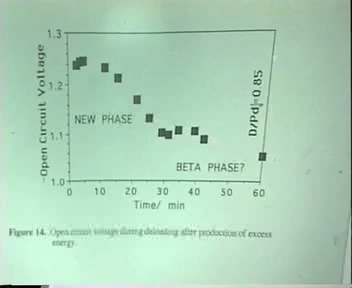 1.3
1.2
1.1
1.0
-Open Circuit Voltage
NEW PHASE
BETA PHASE?
D/Pd=0.85
0
10
20
30
40
50
60
Time/ min
Figure 14. Open circuit voltage during deloading after production of excess
energy.